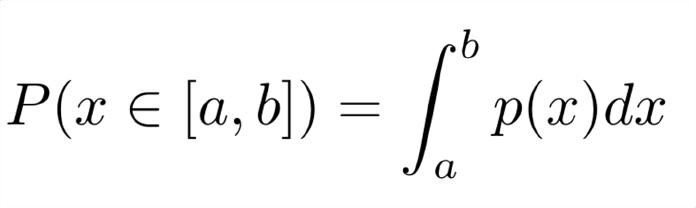 P(x ∈ [a, b]) = ∫_a^b p(x)dx